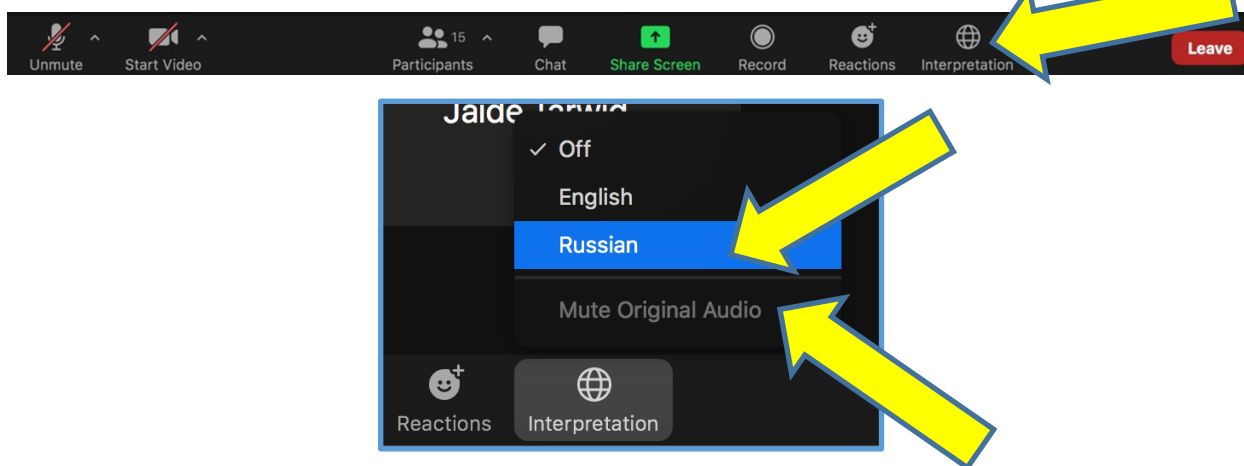 15
Unmute Start Video Participants Chat Share Screen Record Reactions Interpretation Leave
Off
English
Russian
Mute Original Audio
Reactions Interpretation